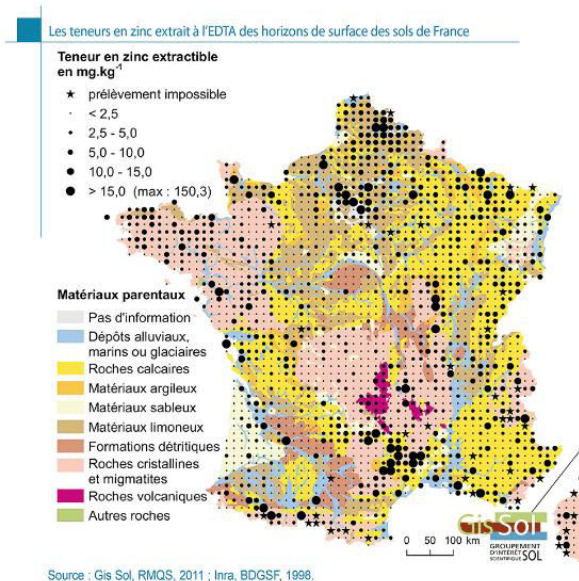 Les teneurs en zinc extrait à l'EDTA des horizons de surface des sols de France
Teneur en zinc extractible
en mg.kg⁻¹
prélèvement impossible
< 2,5
2,5 - 5,0
5,0 - 10,0
10,0 - 15,0
> 15,0 (max : 150,3)
Matériaux parentaux
Pas d'information
Dépôts alluviaux,
marins ou glaciaires
Roches calcaires
Matériaux argileux
Matériaux sableux
Matériaux limoneux
Formations détritiques
Roches cristallines
et migmatites
Roches volcaniques
Autres roches
0 50 100 km
Gis Sol
GROUPEMENT
D'INTÉRÊT
SCIENTIFIQUE SOL
Source : Gis Sol, RMQS, 2011 ; Inra, BDGSF, 1998.